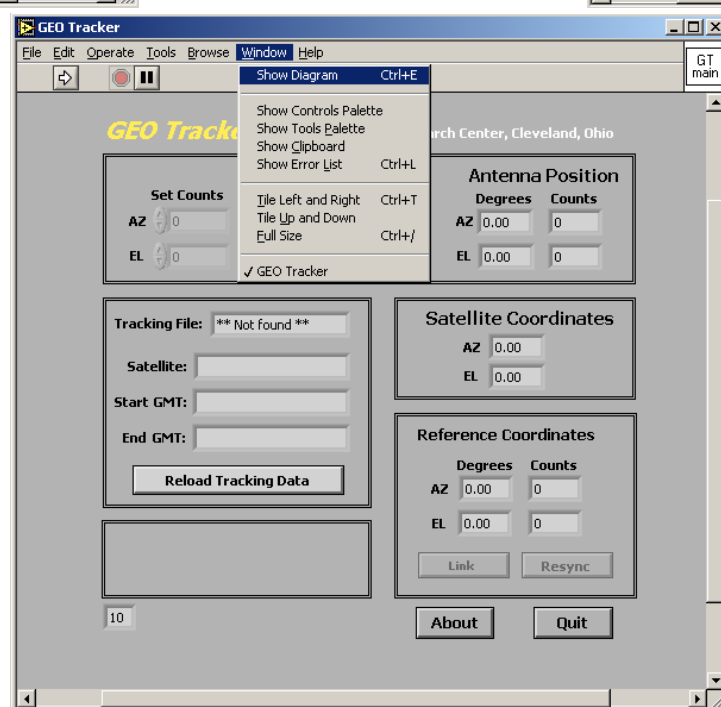 GEO Tracker
File Edit Operate Tools Browse Window Help
GT
main
Show Diagram Ctrl+E
Show Controls Palette
Show Tools Palette
Show Clipboard
Show Error List Ctrl+L
Tile Left and Right Ctrl+T
Tile Up and Down
Full Size Ctrl+/
✓ GEO Tracker
GEO
Center, Cleveland, Ohio
Set Counts
AZ 0
EL 0
Antenna Position
Degrees Counts
AZ 0.00 0
EL 0.00 0
Tracking File: ** Not found **
Satellite:
Start GMT:
End GMT:
Reload Tracking Data
Satellite Coordinates
AZ 0.00
EL 0.00
Reference Coordinates
Degrees Counts
AZ 0.00 0
EL 0.00 0
Link Resync
10
About Quit